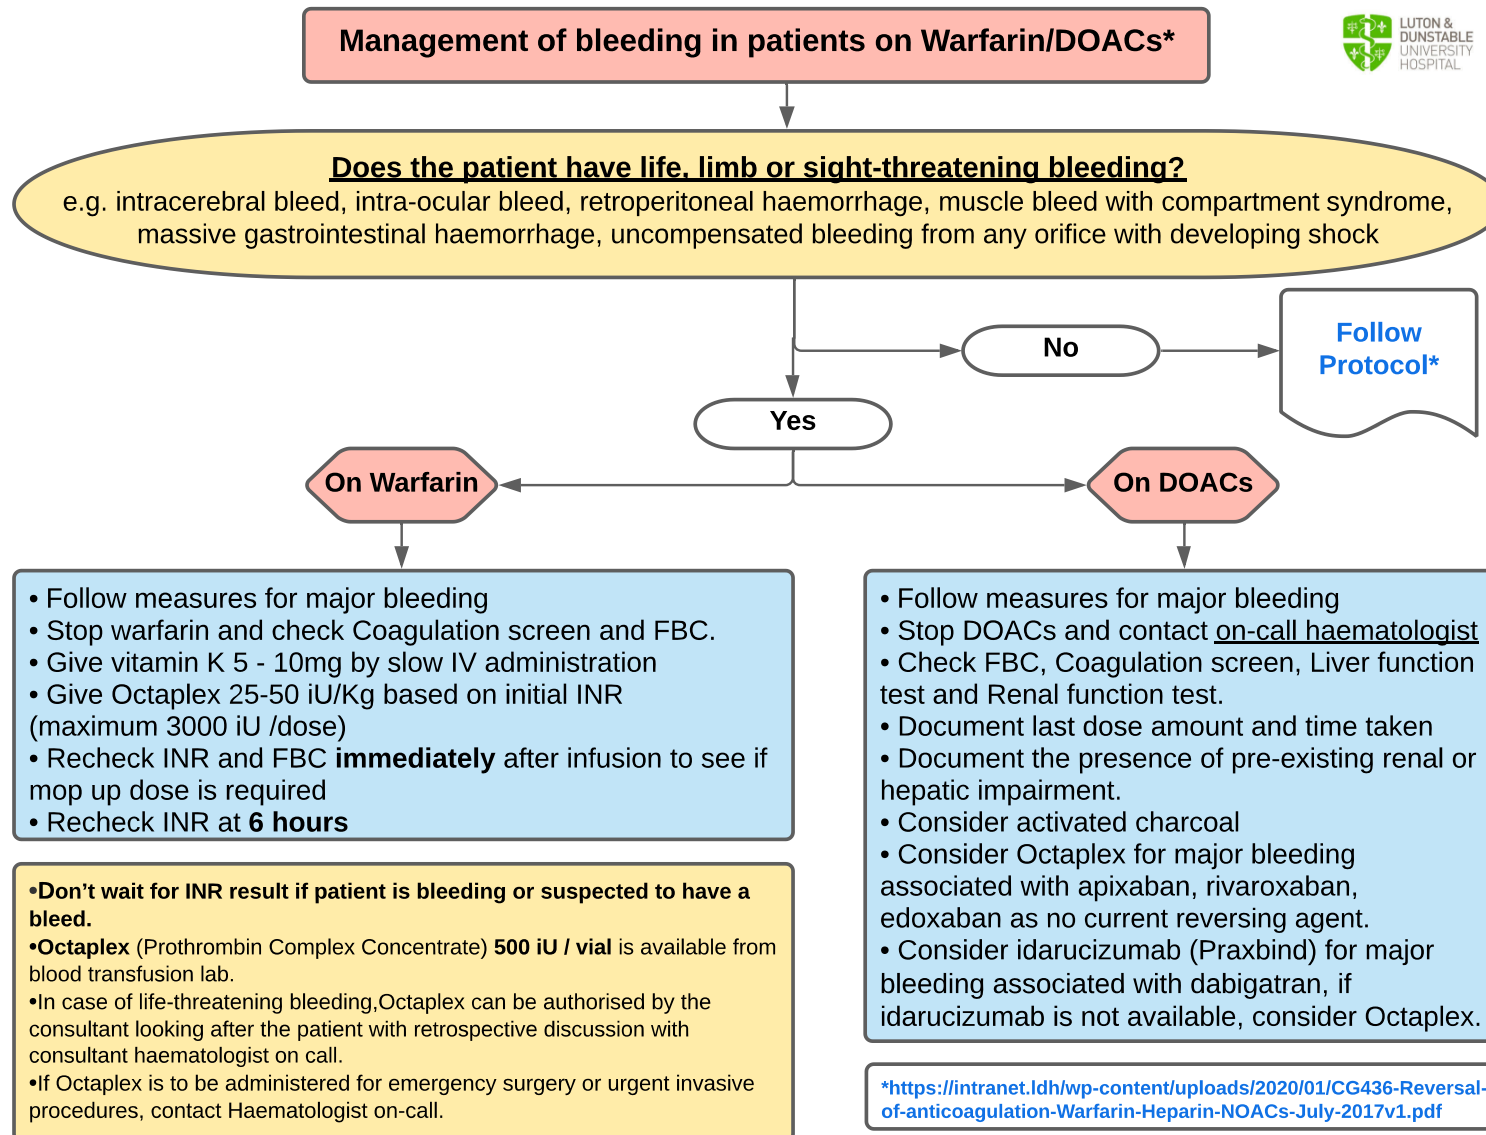 Management of bleeding in patients on Warfarin/DOACs*
LUTON &
DUNSTABLE
UNIVERSITY
HOSPITAL
Does the patient have life, limb or sight-threatening bleeding?
e.g. intracerebral bleed, intra-ocular bleed, retroperitoneal haemorrhage, muscle bleed with compartment syndrome,
massive gastrointestinal haemorrhage, uncompensated bleeding from any orifice with developing shock
No
Follow
Protocol*
Yes
On Warfarin
On DOACs
• Follow measures for major bleeding
• Stop warfarin and check Coagulation screen and FBC.
• Give vitamin K 5 - 10mg by slow IV administration
• Give Octaplex 25-50 iU/Kg based on initial INR
(maximum 3000 iU /dose)
• Recheck INR and FBC immediately after infusion to see if
mop up dose is required
• Recheck INR at 6 hours
• Follow measures for major bleeding
• Stop DOACs and contact on-call haematologist
• Check FBC, Coagulation screen, Liver function
test and Renal function test.
• Document last dose amount and time taken
• Document the presence of pre-existing renal or
hepatic impairment.
• Consider activated charcoal
• Consider Octaplex for major bleeding
associated with apixaban, rivaroxaban,
edoxaban as no current reversing agent.
• Consider idarucizumab (Praxbind) for major
bleeding associated with dabigatran, if
idarucizumab is not available, consider Octaplex.
•Don't wait for INR result if patient is bleeding or suspected to have a
bleed.
•Octaplex (Prothrombin Complex Concentrate) 500 iU / vial is available from
blood transfusion lab.
•In case of life-threatening bleeding,Octaplex can be authorised by the
consultant looking after the patient with retrospective discussion with
consultant haematologist on call.
•If Octaplex is to be administered for emergency surgery or urgent invasive
procedures, contact Haematologist on-call.
*https://intranet.ldh/wp-content/uploads/2020/01/CG436-Reversal-
of-anticoagulation-Warfarin-Heparin-NOACs-July-2017v1.pdf